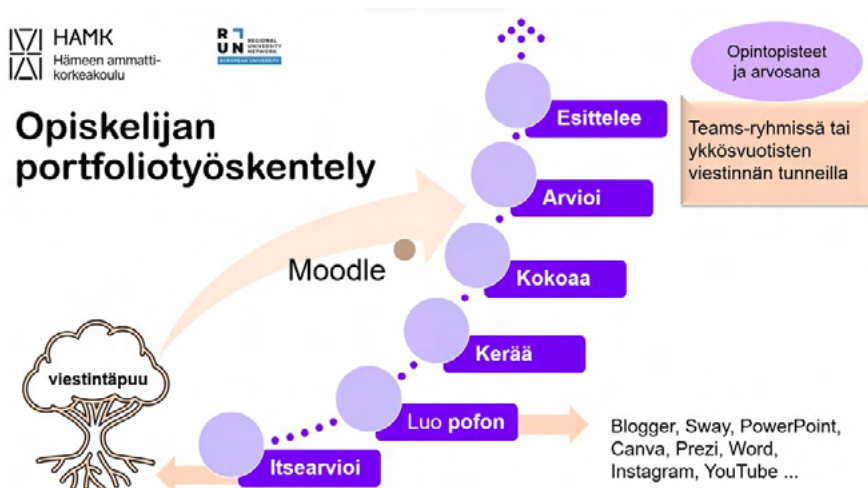 HAMK
Hämeen ammatti-
korkeakoulu
R
UN
REGIONAL
UNIVERSITY
NETWORK
EUROPEAN UNIVERSITY
Opiskelijan
portfoliotyöskentely
Opintopisteet
ja arvosana
Esittelee
Teams-ryhmissä tai
ykkösvuotisten
viestinnän tunneilla
Arvioi
Moodle
Kokoaa
Kerää
viestintäpuu
Luo pofon
Blogger, Sway, PowerPoint,
Canva, Prezi, Word,
Instagram, YouTube ...
Itsearvioi